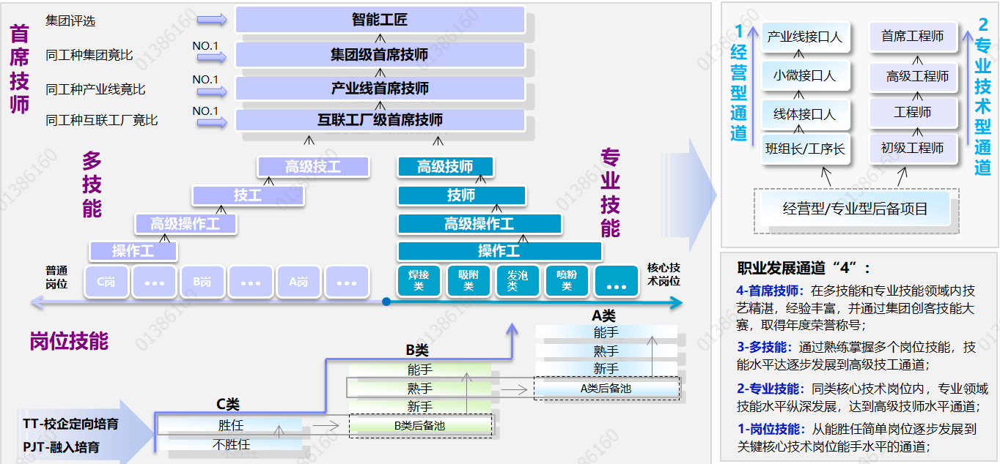 首席技师
集团评选
智能工匠
同工种集团竞比
NO.1
集团级首席技师
同工种产业线竞比
NO.1
产业线首席技师
同工种互联工厂竞比
NO.1
互联工厂级首席技师
多技能
高级技工
技工
高级操作工
操作工
专业技能
高级技师
技师
高级操作工
操作工
普通
岗位
C岗
...
B岗
...
A岗
...
焊接
类
吸附
类
发泡
类
喷粉
类
...
核心技
术岗位
岗位技能
A类
能手
熟手
新手
A类后备池
B类
能手
熟手
新手
B类后备池
C类
胜任
不胜任
TT-校企定向培育
PJT-融入培育
1经营型通道
产业线接口人
小微接口人
线体接口人
班组长/工序长
首席工程师
高级工程师
工程师
初级工程师
2专业技术型通道
经营型/专业型后备项目
职业发展通道“4”：
4-首席技师：在多技能和专业技能领域内技
艺精湛，经验丰富，并通过集团创客技能大
赛，取得年度荣誉称号；
3-多技能：通过熟练掌握多个岗位技能，技
能水平达逐步发展到高级技工通道；
2-专业技能：同类核心技术岗位内，专业领域
技能水平纵深发展，达到高级技师水平通道；
1-岗位技能：从能胜任简单岗位逐步发展到
关键核心技术岗位能手水平的通道；
01386160